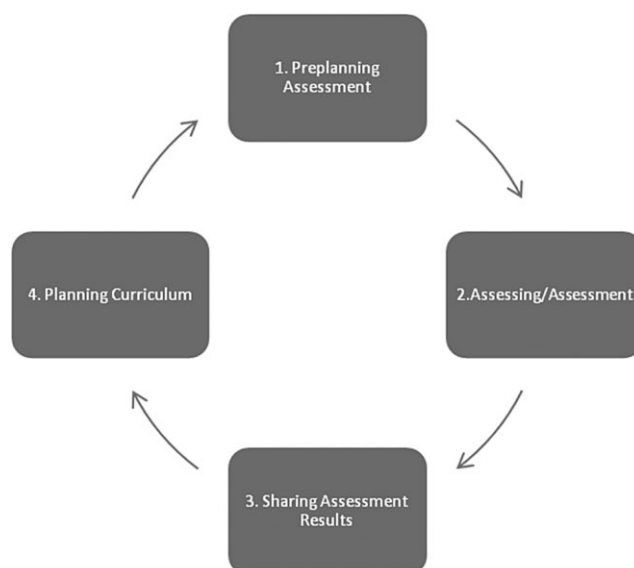 1. Preplanning
Assessment
2.Assessing/Assessment
3. Sharing Assessment
Results
4. Planning Curriculum